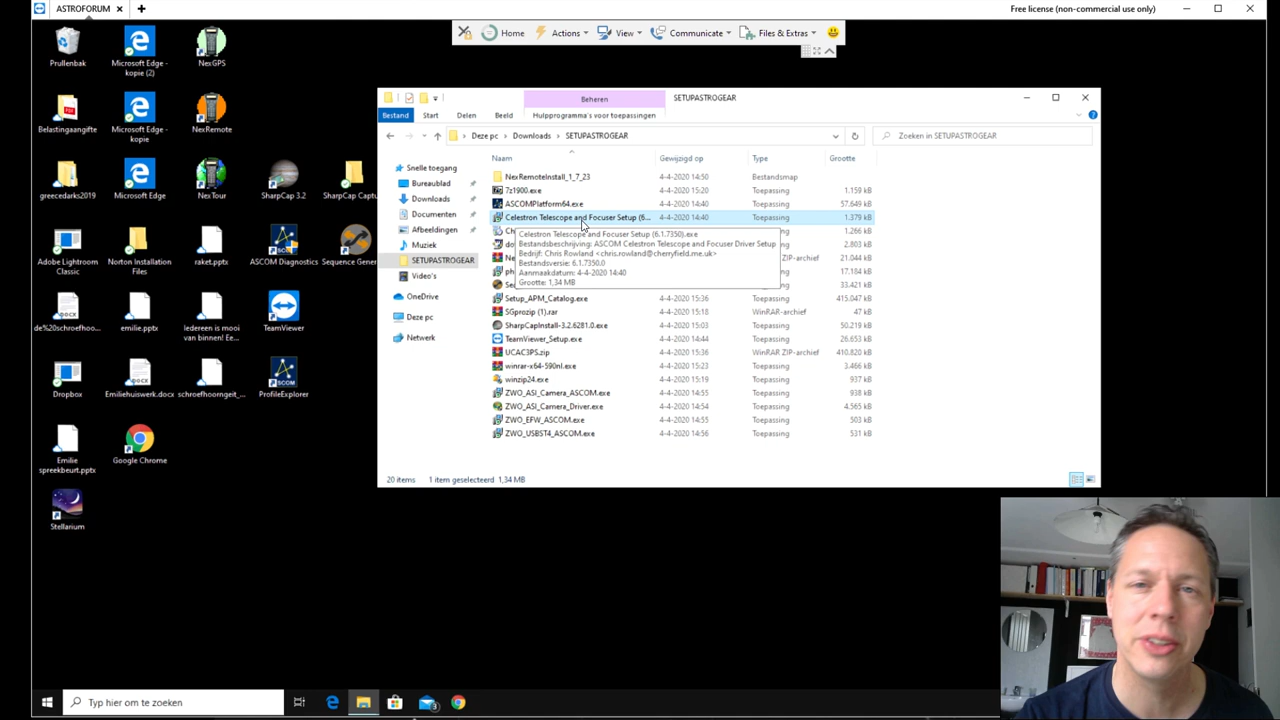 ASTROFORUM
Free license (non-commercial use only)
Home
Actions
View
Communicate
Files & Extras
Prullenbak
Microsoft Edge - kopie (2)
NexGPS
Belastingaangifte
Microsoft Edge - kopie
NexRemote
greecedarks2019
Microsoft Edge
NexTour
SharpCap 3.2
SharpCap Captu
Adobe Lightroom Classic
Norton Installation Files
raket.pptx
ASCOM Diagnostics
Sequence Gener
de%20schroefhoo...
emilie.pptx
Iedereen is mooi van binnen! Ee...
TeamViewer
Dropbox
Emiliehuiswerk.docx
schroefhoorngeit_...
ProfileExplorer
Emilie spreekbeurt.pptx
Google Chrome
Stellarium
Beheren
SETUPASTROGEAR
Bestand
Start
Delen
Beeld
Hulpprogramma's voor toepassingen
Deze pc
Downloads
SETUPASTROGEAR
Zoeken in SETUPASTROGEAR
Snelle toegang
Bureaublad
Downloads
Documenten
Afbeeldingen
Muziek
SETUPASTROGEAR
Video's
OneDrive
Deze pc
Netwerk
Naam Gewijzigd op Type Grootte
NexRemoteInstall_1_7_23 4-4-2020 14:50 Bestandsmap
7z1900.exe 4-4-2020 15:20 Toepassing 1.159 kB
ASCOMPlatform64.exe 4-4-2020 14:40 Toepassing 57.649 kB
Celestron Telescope and Focuser Setup (6... 4-4-2020 14:40 Toepassing 1.379 kB
Toepassing 1.266 kB
Toepassing 2.803 kB
WinRAR ZIP-archief 21.044 kB
Toepassing 17.184 kB
Toepassing 33.421 kB
Celestron Telescope and Focuser Setup (6.1.7350).exe
Bestandsbeschrijving: ASCOM Celestron Telescope and Focuser Driver Setup
Bedrijf: Chris Rowland <chris.rowland@cherryfield.me.uk>
Bestandsversie: 6.1.7350.0
Aanmaakdatum: 4-4-2020 14:40
Grootte: 1,34 MB
Setup_APM_Catalog.exe 4-4-2020 15:36 Toepassing 415.047 kB
SGprozip (1).rar 4-4-2020 15:18 WinRAR-archief 47 kB
SharpCapInstall-3.2.6281.0.exe 4-4-2020 15:03 Toepassing 50.219 kB
TeamViewer_Setup.exe 4-4-2020 14:44 Toepassing 26.653 kB
UCAC3PS.zip 4-4-2020 15:36 WinRAR ZIP-archief 410.820 kB
winrar-x64-590nl.exe 4-4-2020 15:23 Toepassing 3.466 kB
winzip24.exe 4-4-2020 15:19 Toepassing 937 kB
ZWO_ASI_Camera_ASCOM.exe 4-4-2020 14:55 Toepassing 938 kB
ZWO_ASI_Camera_Driver.exe 4-4-2020 14:54 Toepassing 4.565 kB
ZWO_EFW_ASCOM.exe 4-4-2020 14:55 Toepassing 503 kB
ZWO_USBST4_ASCOM.exe 4-4-2020 14:56 Toepassing 531 kB
20 items 1 item geselecteerd 1,34 MB
Typ hier om te zoeken